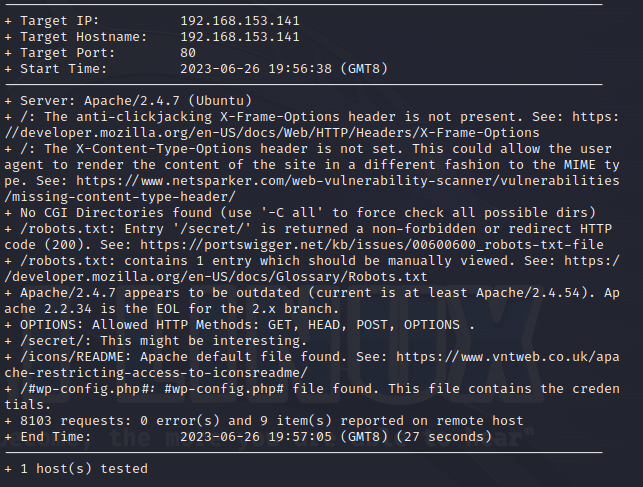 + Target IP:          192.168.153.141
+ Target Hostname:    192.168.153.141
+ Target Port:        80
+ Start Time:         2023-06-26 19:56:38 (GMT8)
+ Server: Apache/2.4.7 (Ubuntu)
+ /: The anti-clickjacking X-Frame-Options header is not present. See: https:
//developer.mozilla.org/en-US/docs/Web/HTTP/Headers/X-Frame-Options
+ /: The X-Content-Type-Options header is not set. This could allow the user
agent to render the content of the site in a different fashion to the MIME ty
pe. See: https://www.netsparker.com/web-vulnerability-scanner/vulnerabilities
/missing-content-type-header/
+ No CGI Directories found (use '-C all' to force check all possible dirs)
+ /robots.txt: Entry '/secret/' is returned a non-forbidden or redirect HTTP
code (200). See: https://portswigger.net/kb/issues/00600600_robots-txt-file
+ /robots.txt: contains 1 entry which should be manually viewed. See: https:/
/developer.mozilla.org/en-US/docs/Glossary/Robots.txt
+ Apache/2.4.7 appears to be outdated (current is at least Apache/2.4.54). Ap
ache 2.2.34 is the EOL for the 2.x branch.
+ OPTIONS: Allowed HTTP Methods: GET, HEAD, POST, OPTIONS .
+ /secret/: This might be interesting.
+ /icons/README: Apache default file found. See: https://www.vntweb.co.uk/apa
che-restricting-access-to-iconsreadme/
+ /#wp-config.php#: #wp-config.php# file found. This file contains the creden
tials.
+ 8103 requests: 0 error(s) and 9 item(s) reported on remote host
+ End Time:           2023-06-26 19:57:05 (GMT8) (27 seconds)
+ 1 host(s) tested